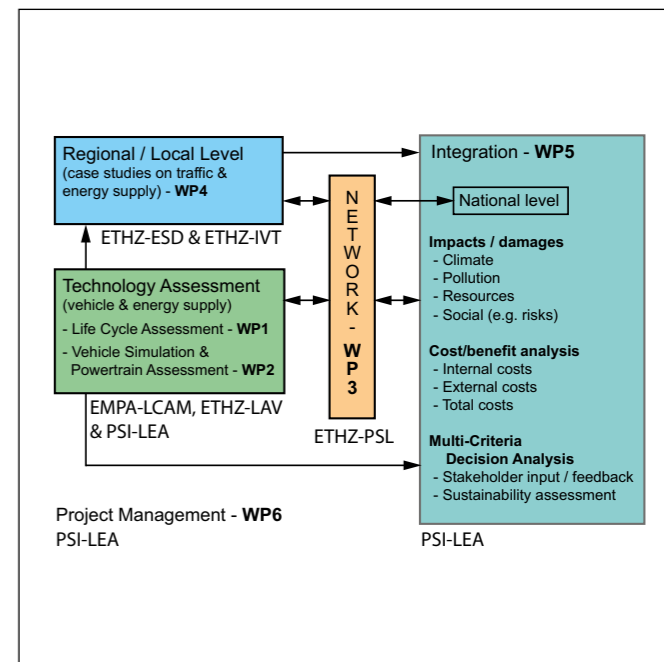 Regional / Local Level
(case studies on traffic &
energy supply) - WP4
ETHZ-ESD & ETHZ-IVT
Technology Assessment
(vehicle & energy supply)
- Life Cycle Assessment - WP1
- Vehicle Simulation &
Powertrain Assessment - WP2
EMPA-LCAM, ETHZ-LAV
& PSI-LEA
NETWORK - WP3
ETHZ-PSL
Integration - WP5
National level
Impacts / damages
- Climate
- Pollution
- Resources
- Social (e.g. risks)
Cost/benefit analysis
- Internal costs
- External costs
- Total costs
Multi-Criteria
Decision Analysis
- Stakeholder input / feedback
- Sustainability assessment
PSI-LEA
Project Management - WP6
PSI-LEA